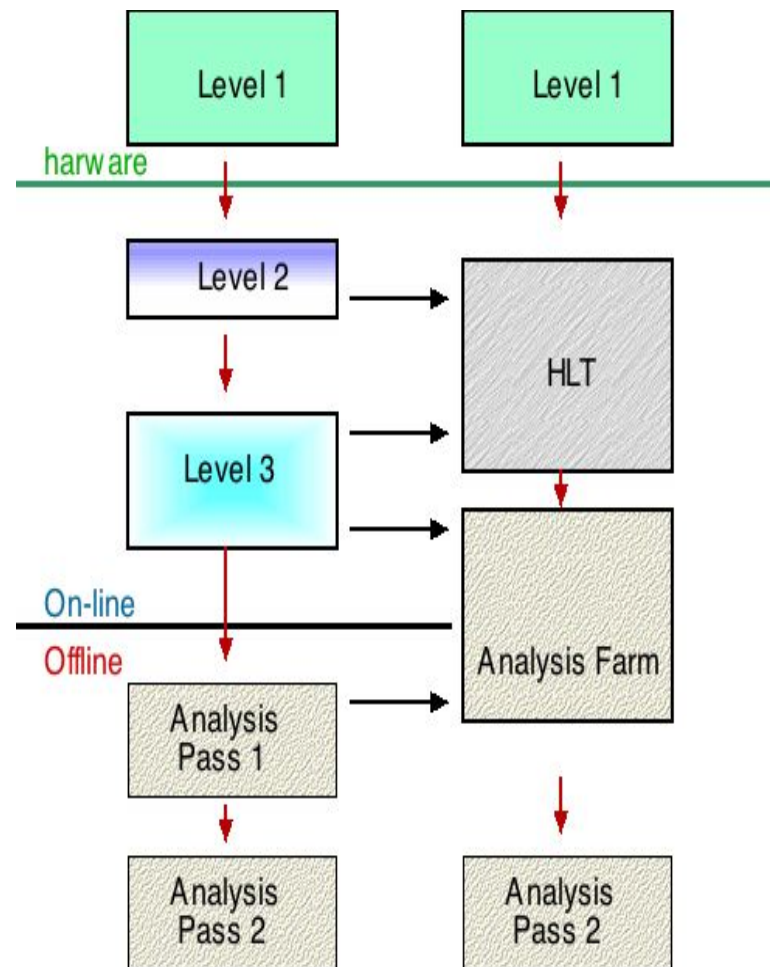 Level 1
Level 1
harware
Level 2
HLT
Level 3
On-line
Offline
Analysis Farm
Analysis
Pass 1
Analysis
Pass 2
Analysis
Pass 2